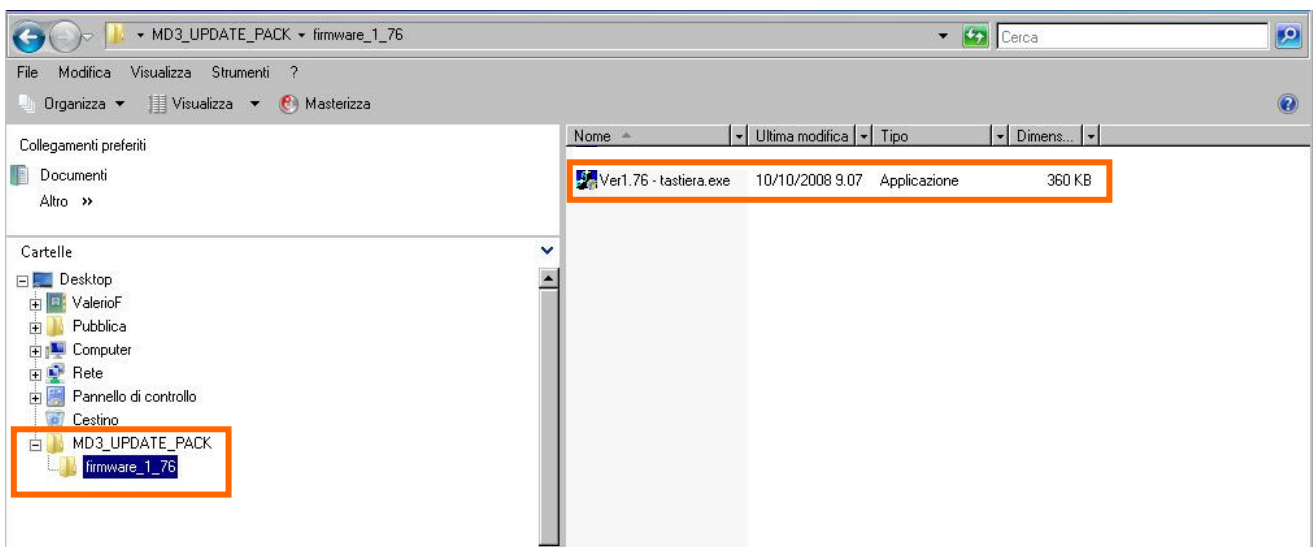 MD3_UPDATE_PACK firmware_1_76 Cerca
File Modifica Visualizza Strumenti ?
Organizza Visualizza Masterizza
Collegamenti preferiti
Documenti
Altro >>
Cartelle
Desktop
ValerioF
Pubblica
Computer
Rete
Pannello di controllo
Cestino
MD3_UPDATE_PACK
firmware_1_76
Nome Ultima modifica Tipo Dimens...
Ver1.76 - tastiera.exe 10/10/2008 9.07 Applicazione 360 KB